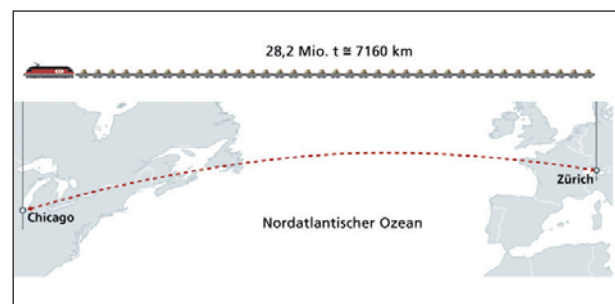 28,2 Mio. t ≅ 7160 km
Zürich
Chicago
Nordatlantischer Ozean